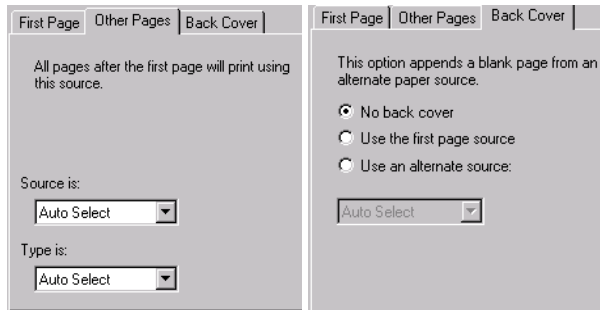 First Page Other Pages Back Cover
All pages after the first page will print using
this source.
Source is:
Auto Select
Type is:
Auto Select
First Page Other Pages Back Cover
This option appends a blank page from an
alternate paper source.
No back cover
Use the first page source
Use an alternate source:
Auto Select